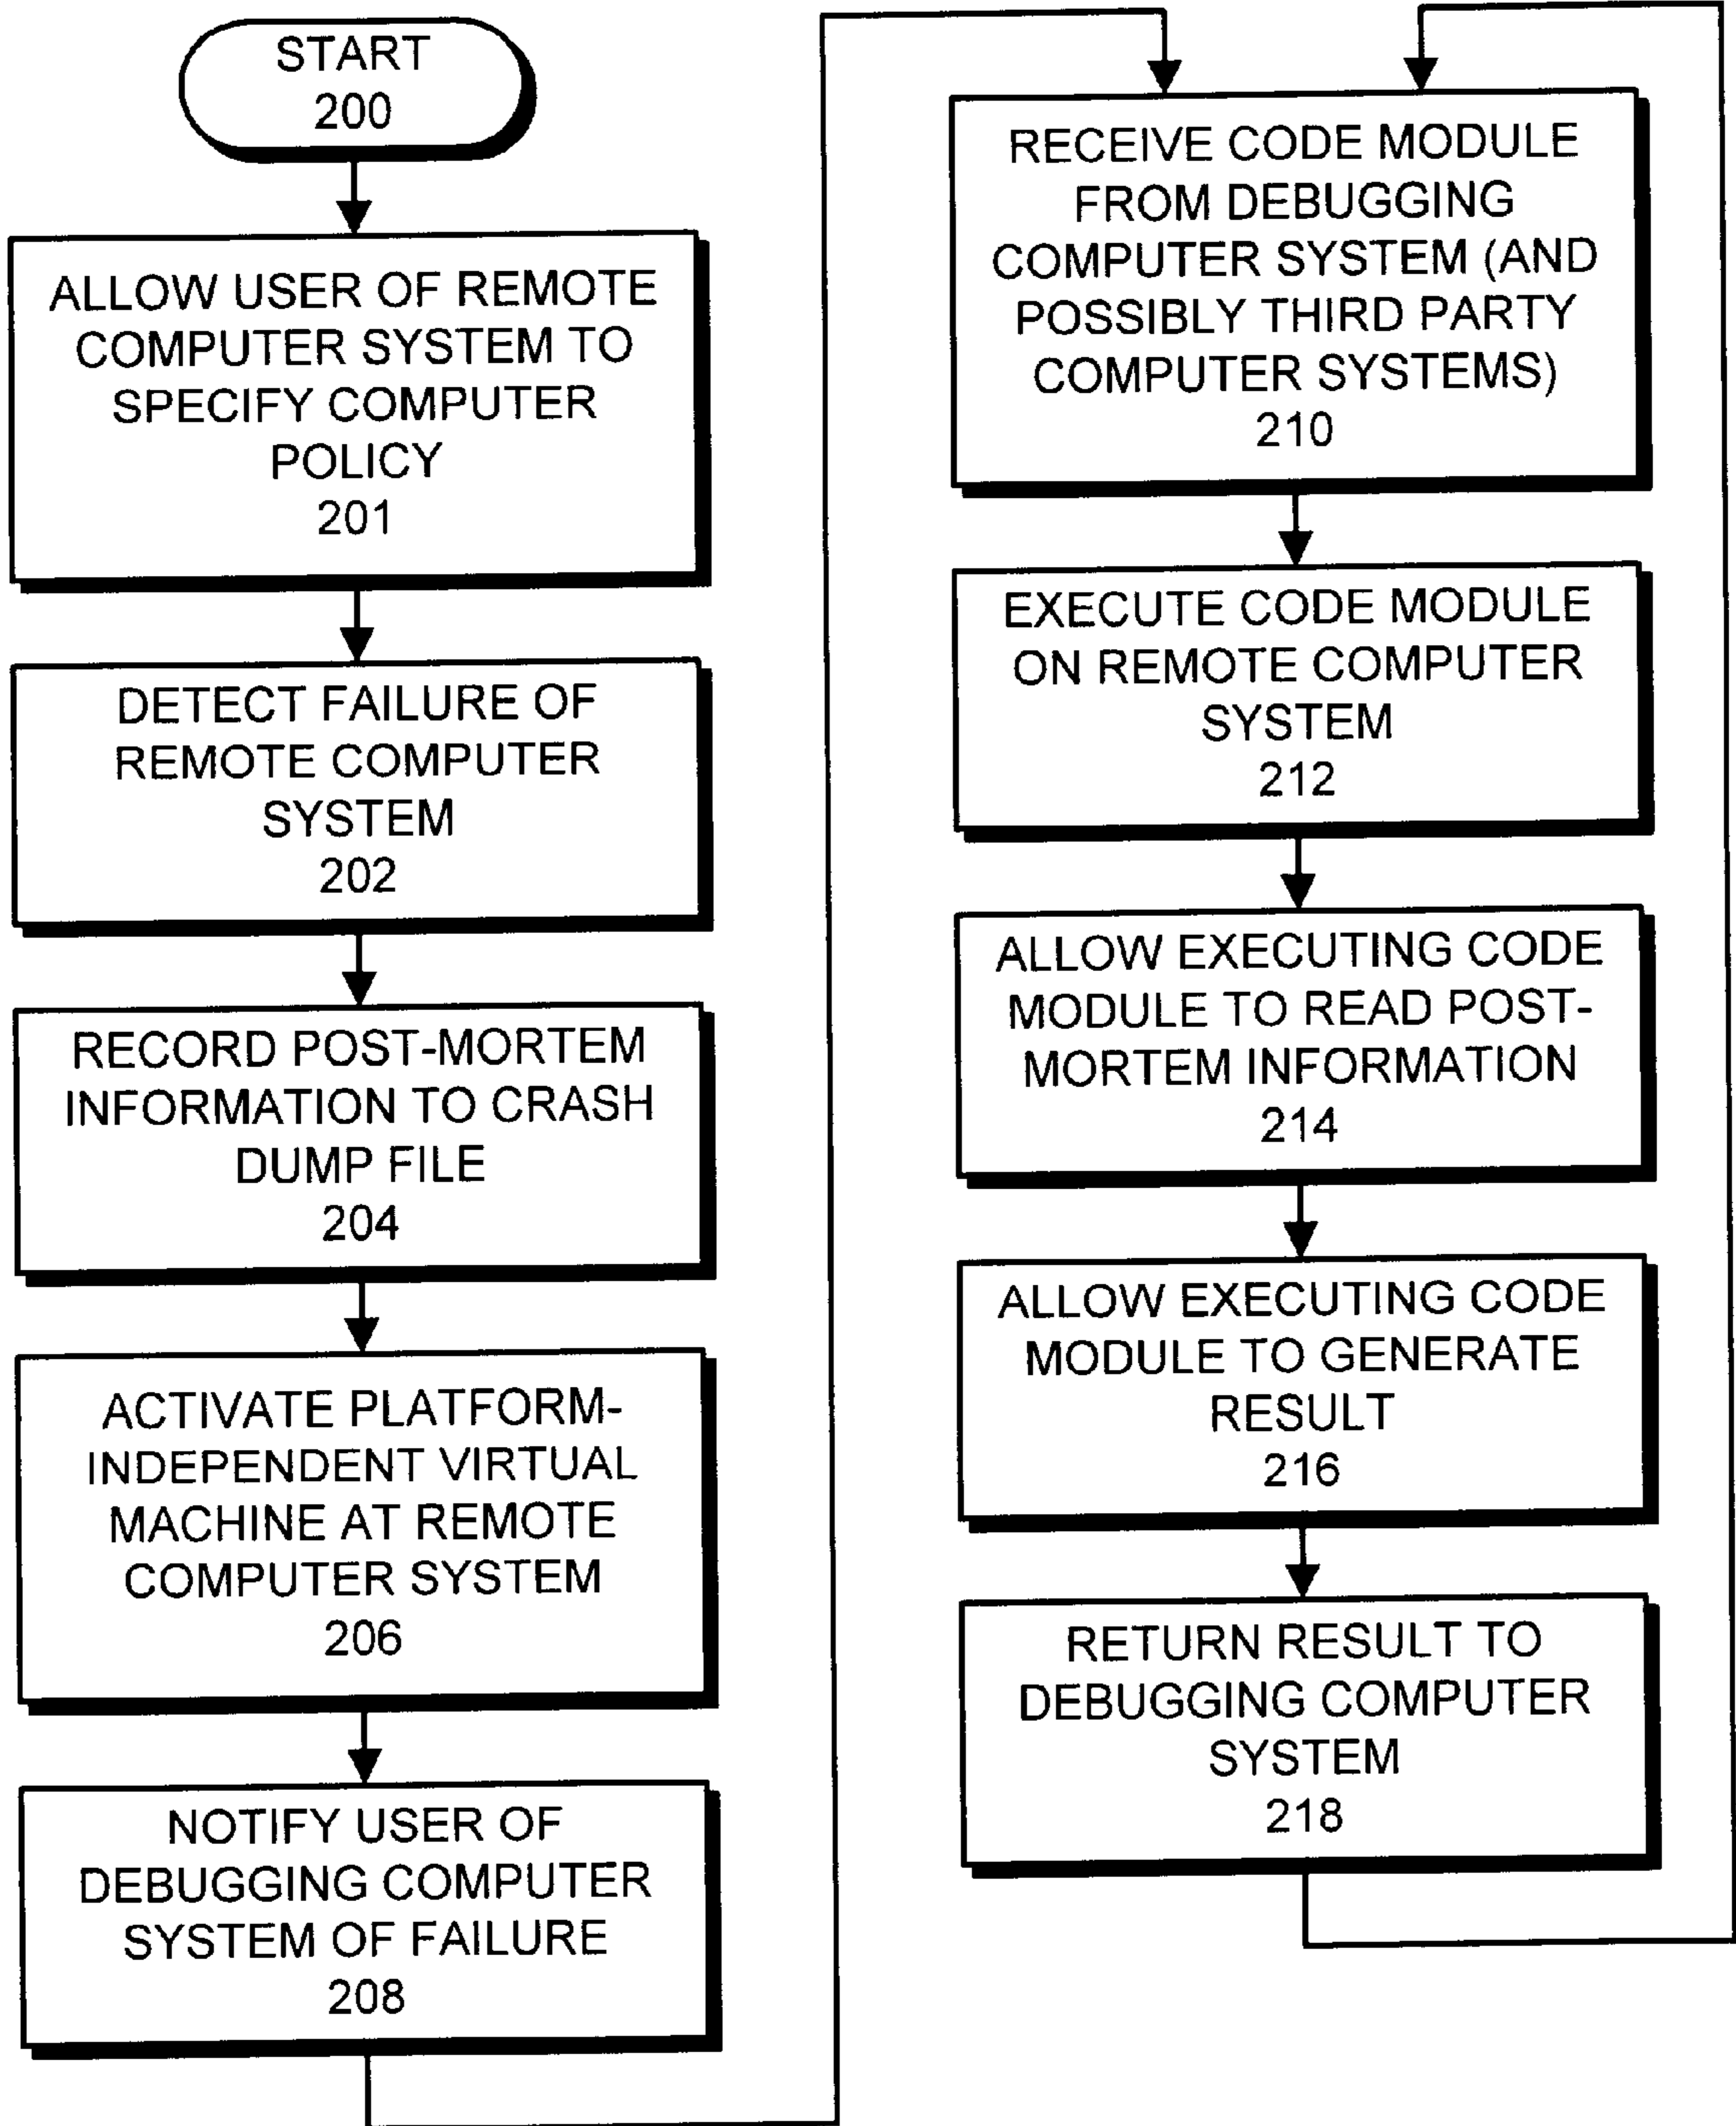 START
200
ALLOW USER OF REMOTE
COMPUTER SYSTEM TO
SPECIFY COMPUTER
POLICY
201
DETECT FAILURE OF
REMOTE COMPUTER
SYSTEM
202
RECORD POST-MORTEM
INFORMATION TO CRASH
DUMP FILE
204
ACTIVATE PLATFORM-
INDEPENDENT VIRTUAL
MACHINE AT REMOTE
COMPUTER SYSTEM
206
NOTIFY USER OF
DEBUGGING COMPUTER
SYSTEM OF FAILURE
208
RECEIVE CODE MODULE
FROM DEBUGGING
COMPUTER SYSTEM (AND
POSSIBLY THIRD PARTY
COMPUTER SYSTEMS)
210
EXECUTE CODE MODULE
ON REMOTE COMPUTER
SYSTEM
212
ALLOW EXECUTING CODE
MODULE TO READ POST-
MORTEM INFORMATION
214
ALLOW EXECUTING CODE
MODULE TO GENERATE
RESULT
216
RETURN RESULT TO
DEBUGGING COMPUTER
SYSTEM
218